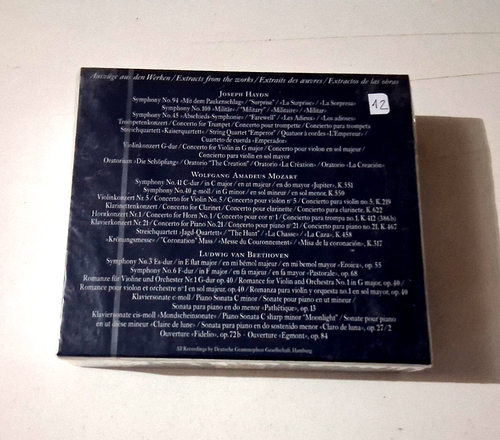 Auszüge aus den Werken / Extracts from the works / Extraits des œuvres / Extractos de las obras
12
JOSEPH HAYDN
Symphony No. 94 »Mit dem Paukenschlag« / "Surprise" / «La Surprise» / «La Sorpresa»
Symphony No. 100 »Militär« / "Military" / «Militaire» / «Militar»
Symphony No. 45 »Abschieds-Symphonie« / "Farewell" / «Les Adieux» / «Los adioses»
Trompetenkonzert / Concerto for Trumpet / Concerto pour trompette / Concierto para trompeta
Streichquartett »Kaiserquartett« / String Quartet "Emperor" / Quatuor à cordes «L'Empereur» /
Cuarteto de cuerda «Emperador»
Violinkonzert G-dur / Concerto for Violin in G major / Concerto pour violon en sol majeur /
Concierto para violín en sol mayor
Oratorium »Die Schöpfung« / Oratorio "The Creation" / Oratorio «La Création» / Oratorio «La Creación»
WOLFGANG AMADEUS MOZART
Symphony No. 41 C-dur / in C major / en ut majeur / en do mayor «Jupiter», K. 551
Symphony No. 40 g-moll / in G minor / en sol mineur / en sol menor, K. 550
Violinkonzert Nr. 5 / Concerto for Violin No. 5 / Concerto pour violon n° 5 / Concierto para violín no. 5, K. 219
Klarinettenkonzert / Concerto for Clarinet / Concerto pour clarinette / Concierto para clarinete, K. 622
Hornkonzert Nr. 1 / Concerto for Horn No. 1 / Concerto pour cor n° 1 / Concierto para trompa no. 1, K. 412 (386b)
Klavierkonzert Nr. 21 / Concerto for Piano No. 21 / Concerto pour piano n° 21 / Concierto para piano no. 21, K. 467
Streichquartett »Jagd-Quartett« / "The Hunt" / «La Chasse» / «La Caza», K. 458
»Krönungsmesse« / "Coronation" Mass / «Messe du Couronnement» / «Misa de la coronación», K. 317
LUDWIG VAN BEETHOVEN
Symphony No. 3 Es-dur / in E flat major / en mi bémol majeur / en mi bemol mayor «Eroica», op. 55
Symphony No. 6 F-dur / in F major / en fa majeur / en fa mayor «Pastorale», op. 68
Romanze für Violine und Orchester Nr. 1 G-dur op. 40 / Romance for Violin and Orchestra No. 1 in G major, op. 40 /
Romance pour violon et orchestre n° 1 en sol majeur, op. 40 / Romanza para violín y orquesta no. 1 en sol mayor, op. 40
Klaviersonate c-moll / Piano Sonata C minor / Sonate pour piano en ut mineur /
Sonata para piano en do menor «Pathétique», op. 13
Klaviersonate cis-moll »Mondscheinsonate« / Piano Sonata C sharp minor "Moonlight" / Sonate pour piano
en ut dièse mineur «Claire de lune» / Sonata para piano en do sostenido menor «Claro de luna», op. 27/2
Ouvertüre «Fidelio», op. 72b – Ouvertüre «Egmont», op. 84
All Recordings by Deutsche Grammophon Gesellschaft, Hamburg